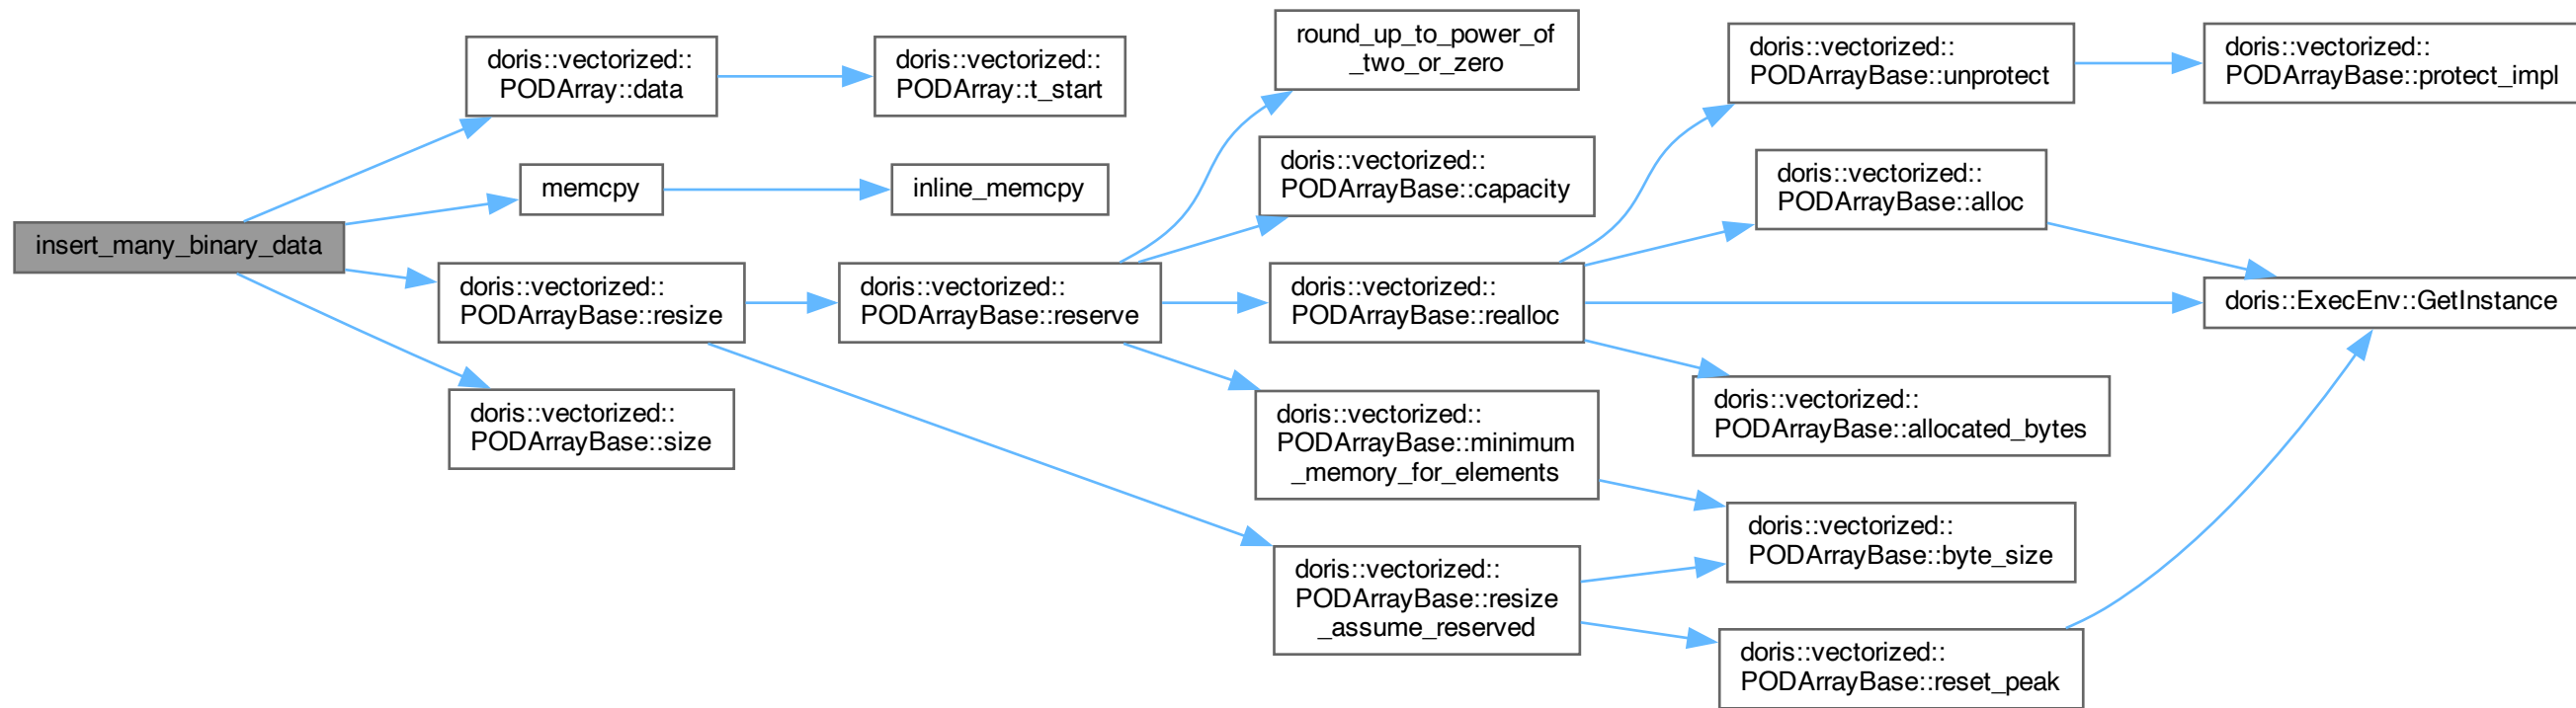 insert_many_binary_data
doris::vectorized::
PODArray::data
doris::vectorized::
PODArray::t_start
memcpy
inline_memcpy
doris::vectorized::
PODArrayBase::resize
doris::vectorized::
PODArrayBase::size
doris::vectorized::
PODArrayBase::reserve
round_up_to_power_of
_two_or_zero
doris::vectorized::
PODArrayBase::capacity
doris::vectorized::
PODArrayBase::realloc
doris::vectorized::
PODArrayBase::minimum
_memory_for_elements
doris::vectorized::
PODArrayBase::resize
_assume_reserved
doris::vectorized::
PODArrayBase::unprotect
doris::vectorized::
PODArrayBase::protect_impl
doris::vectorized::
PODArrayBase::alloc
doris::ExecEnv::GetInstance
doris::vectorized::
PODArrayBase::allocated_bytes
doris::vectorized::
PODArrayBase::byte_size
doris::vectorized::
PODArrayBase::reset_peak